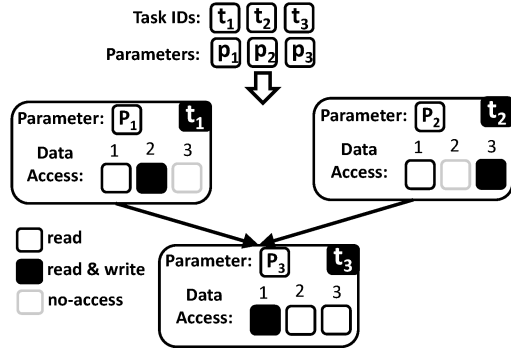 Task IDs: t1 t2 t3
Parameters: p1 p2 p3
Parameter: P1 t1
Data Access: 1 2 3
Parameter: P2 t2
Data Access: 1 2 3
read
read & write
no-access
Parameter: P3 t3
Data Access: 1 2 3